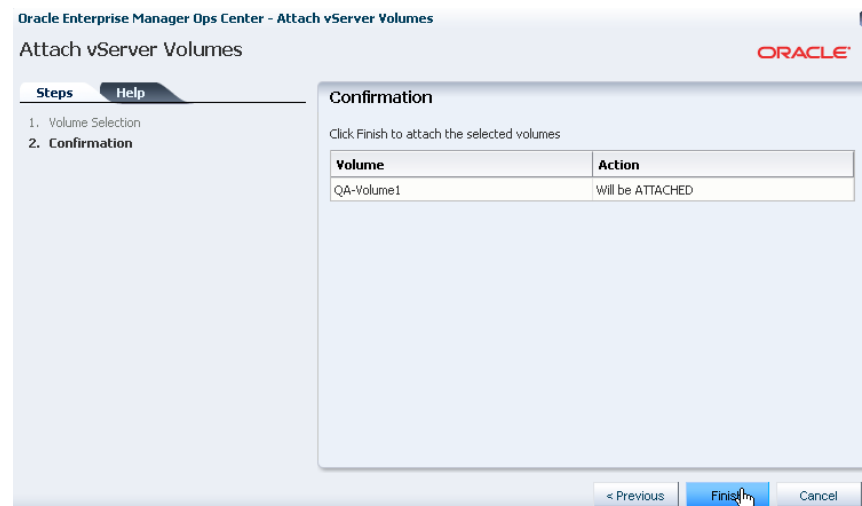 Oracle Enterprise Manager Ops Center - Attach vServer Volumes
Attach vServer Volumes
ORACLE
Steps Help
1. Volume Selection
2. Confirmation
Confirmation
Click Finish to attach the selected volumes
Volume Action
QA-Volume1 Will be ATTACHED
< Previous Finish Cancel